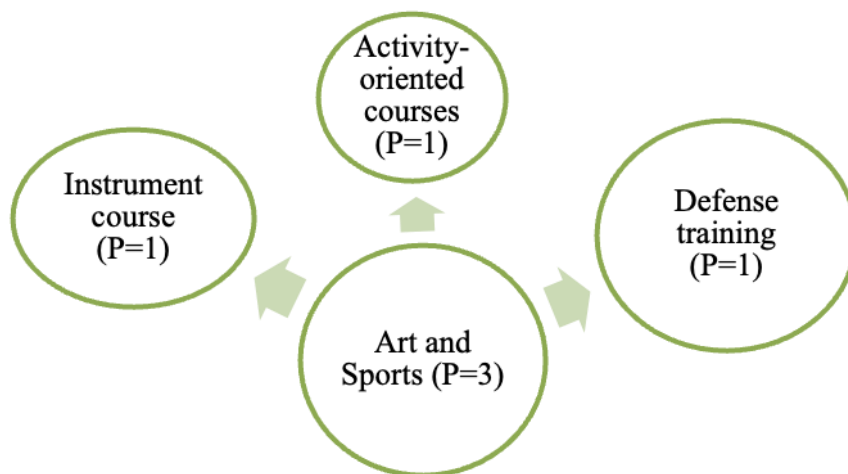 Activity-
oriented
courses
(P=1)
Instrument
course
(P=1)
Defense
training
(P=1)
Art and
Sports (P=3)